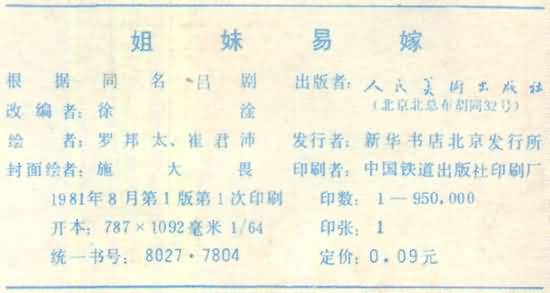 姐妹易嫁
根据同名吕剧
改编者：徐淦
绘者：罗邦太、崔君沛
封面绘者：施大畏
1981年8月第1版第1次印刷
开本：787×1092毫米 1/64
统一书号：8027·7804
出版者：人民美术出版社
（北京北总布胡同32号）
发行者：新华书店北京发行所
印刷者：中国铁道出版社印刷厂
印数：1—950,000
印张：1
定价：0.09元